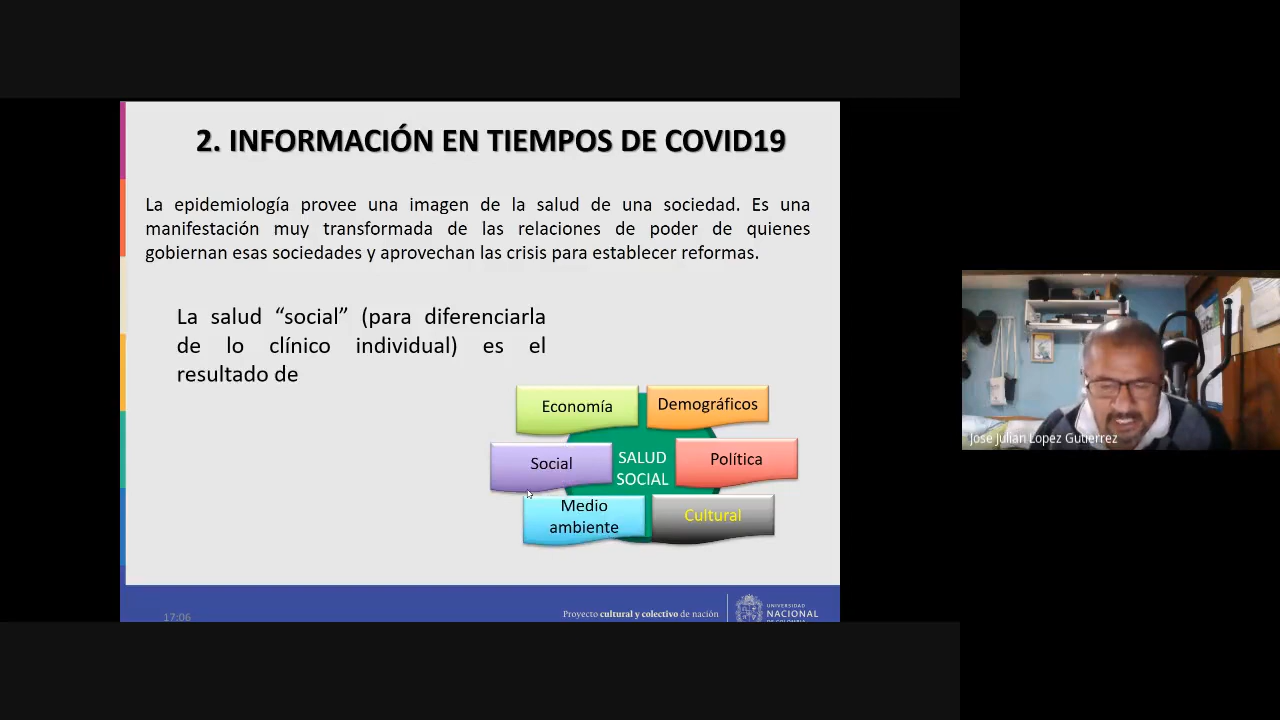 2. INFORMACIÓN EN TIEMPOS DE COVID19
La epidemiología provee una imagen de la salud de una sociedad. Es una
manifestación muy transformada de las relaciones de poder de quienes
gobiernan esas sociedades y aprovechan las crisis para establecer reformas.
La salud “social” (para diferenciarla
de lo clínico individual) es el
resultado de
Economía
Demográficos
Social
SALUD
SOCIAL
Política
Medio
ambiente
Cultural
17:06
Proyecto cultural y colectivo de nación
UNIVERSIDAD
NACIONAL
DE COLOMBIA
José Julian Lopez Gutierrez